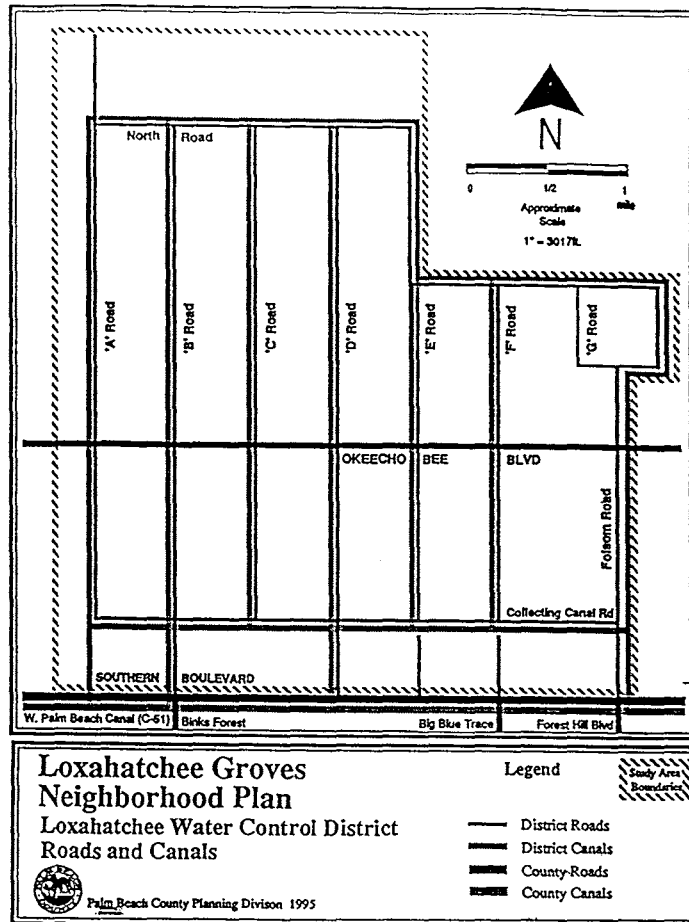 North Road
N
0 1/2 1
mile
Approximate
Scale
1" = 3017ft.
'A' Road
'B' Road
'C' Road
'D' Road
'E' Road
'F' Road
'G' Road
OKEECHO BEE BLVD
Folsom Road
Collecting Canal Rd
SOUTHERN BOULEVARD
W. Palm Beach Canal (C-51)
Binks Forest
Big Blue Trace
Forest Hill Blvd
Loxahatchee Groves
Neighborhood Plan
Loxahatchee Water Control District
Roads and Canals
Palm Beach County Planning Divison 1995
Legend
Study Area
Boundaries
District Roads
District Canals
County-Roads
County Canals